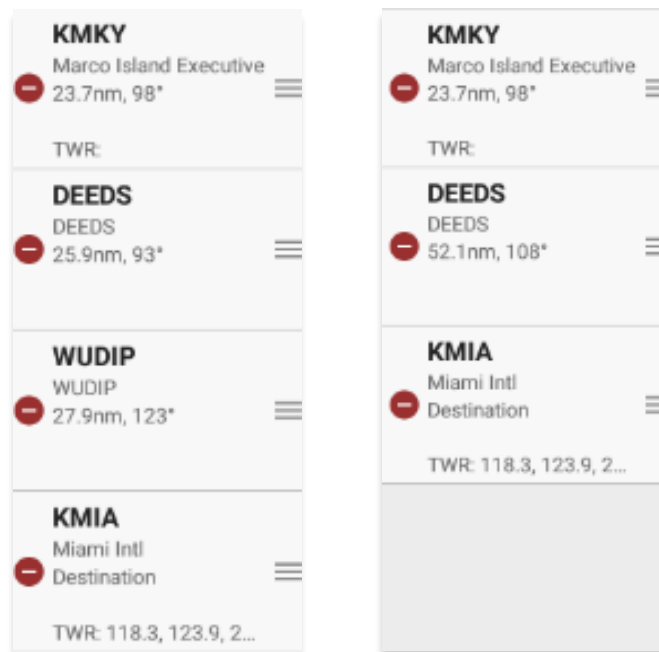 KMKY
Marco Island Executive
23.7nm, 98°
TWR:
DEEDS
DEEDS
25.9nm, 93°
WUDIP
WUDIP
27.9nm, 123°
KMIA
Miami Intl
Destination
TWR: 118.3, 123.9, 2...
KMKY
Marco Island Executive
23.7nm, 98°
TWR:
DEEDS
DEEDS
52.1nm, 108°
KMIA
Miami Intl
Destination
TWR: 118.3, 123.9, 2...